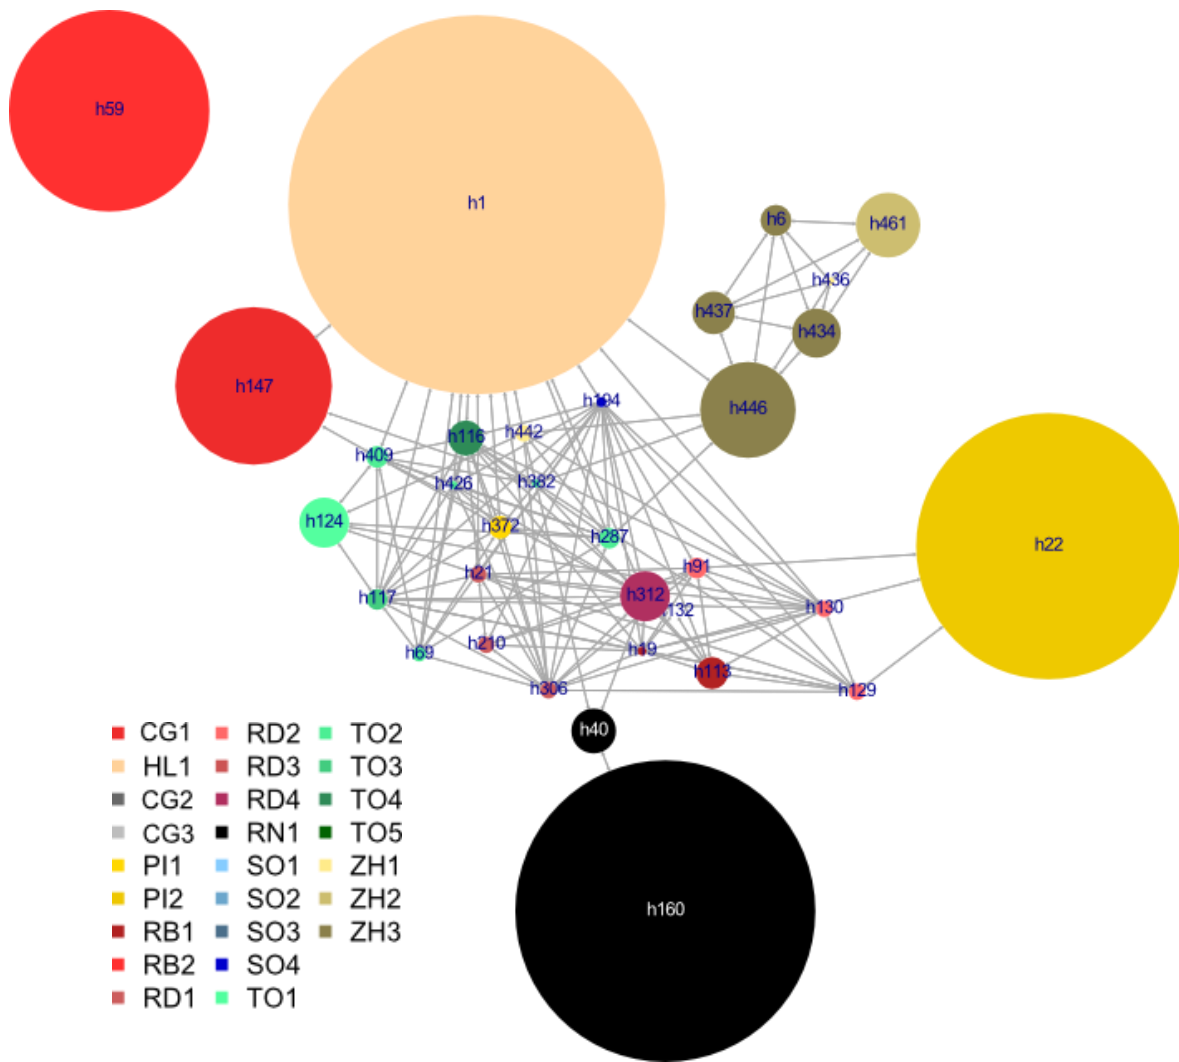 h59
h1
h6
h461
h436
h437
h434
h147
h194
h446
h116
h442
h409
h426
h382
h124
h372
h287
h22
h21
h91
h117
h312
h132
h130
h69
h210
h19
h113
h306
h129
h40
CG1 RD2 TO2
HL1 RD3 TO3
CG2 RD4 TO4
CG3 RN1 TO5
PI1 SO1 ZH1
PI2 SO2 ZH2
RB1 SO3 ZH3
RB2 SO4
RD1 TO1
h160